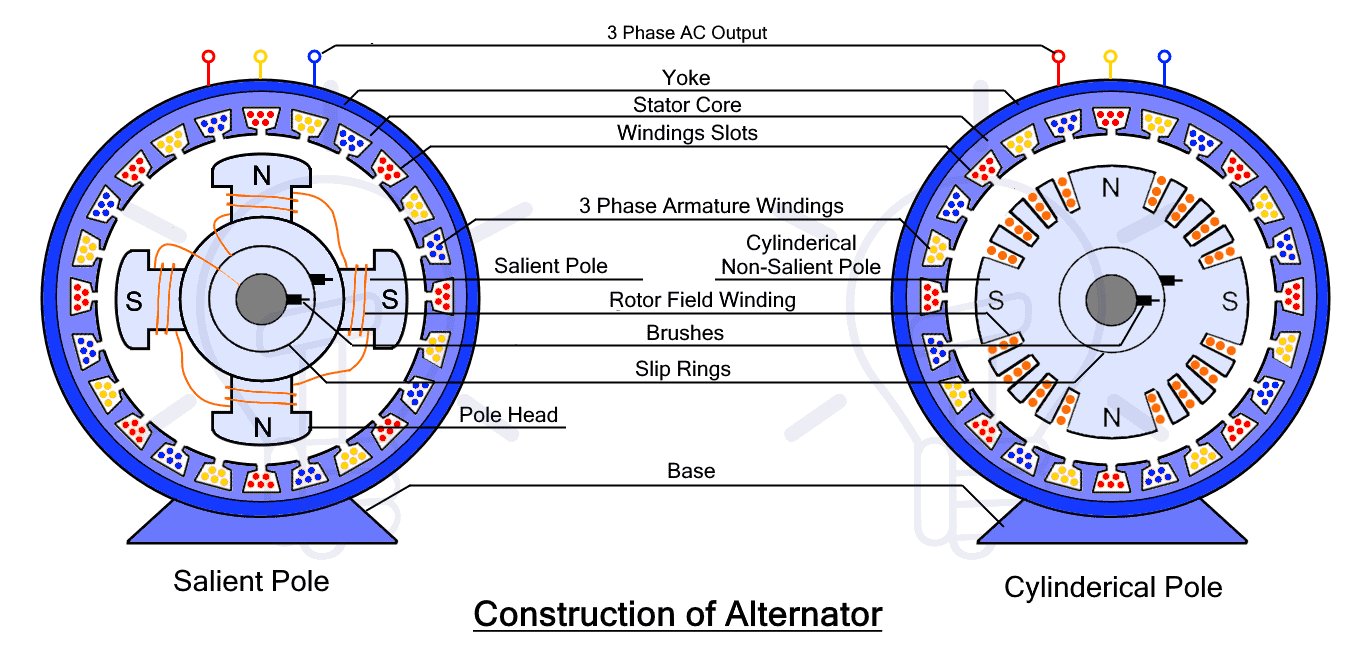 3 Phase AC Output
Yoke
Stator Core
Windings Slots
N
N
3 Phase Armature Windings
Cylinderical
Non-Salient Pole
Salient Pole
S
S
Rotor Field Winding
S
S
Brushes
Slip Rings
Pole Head
N
N
Base
Salient Pole
Cylinderical Pole
Construction of Alternator